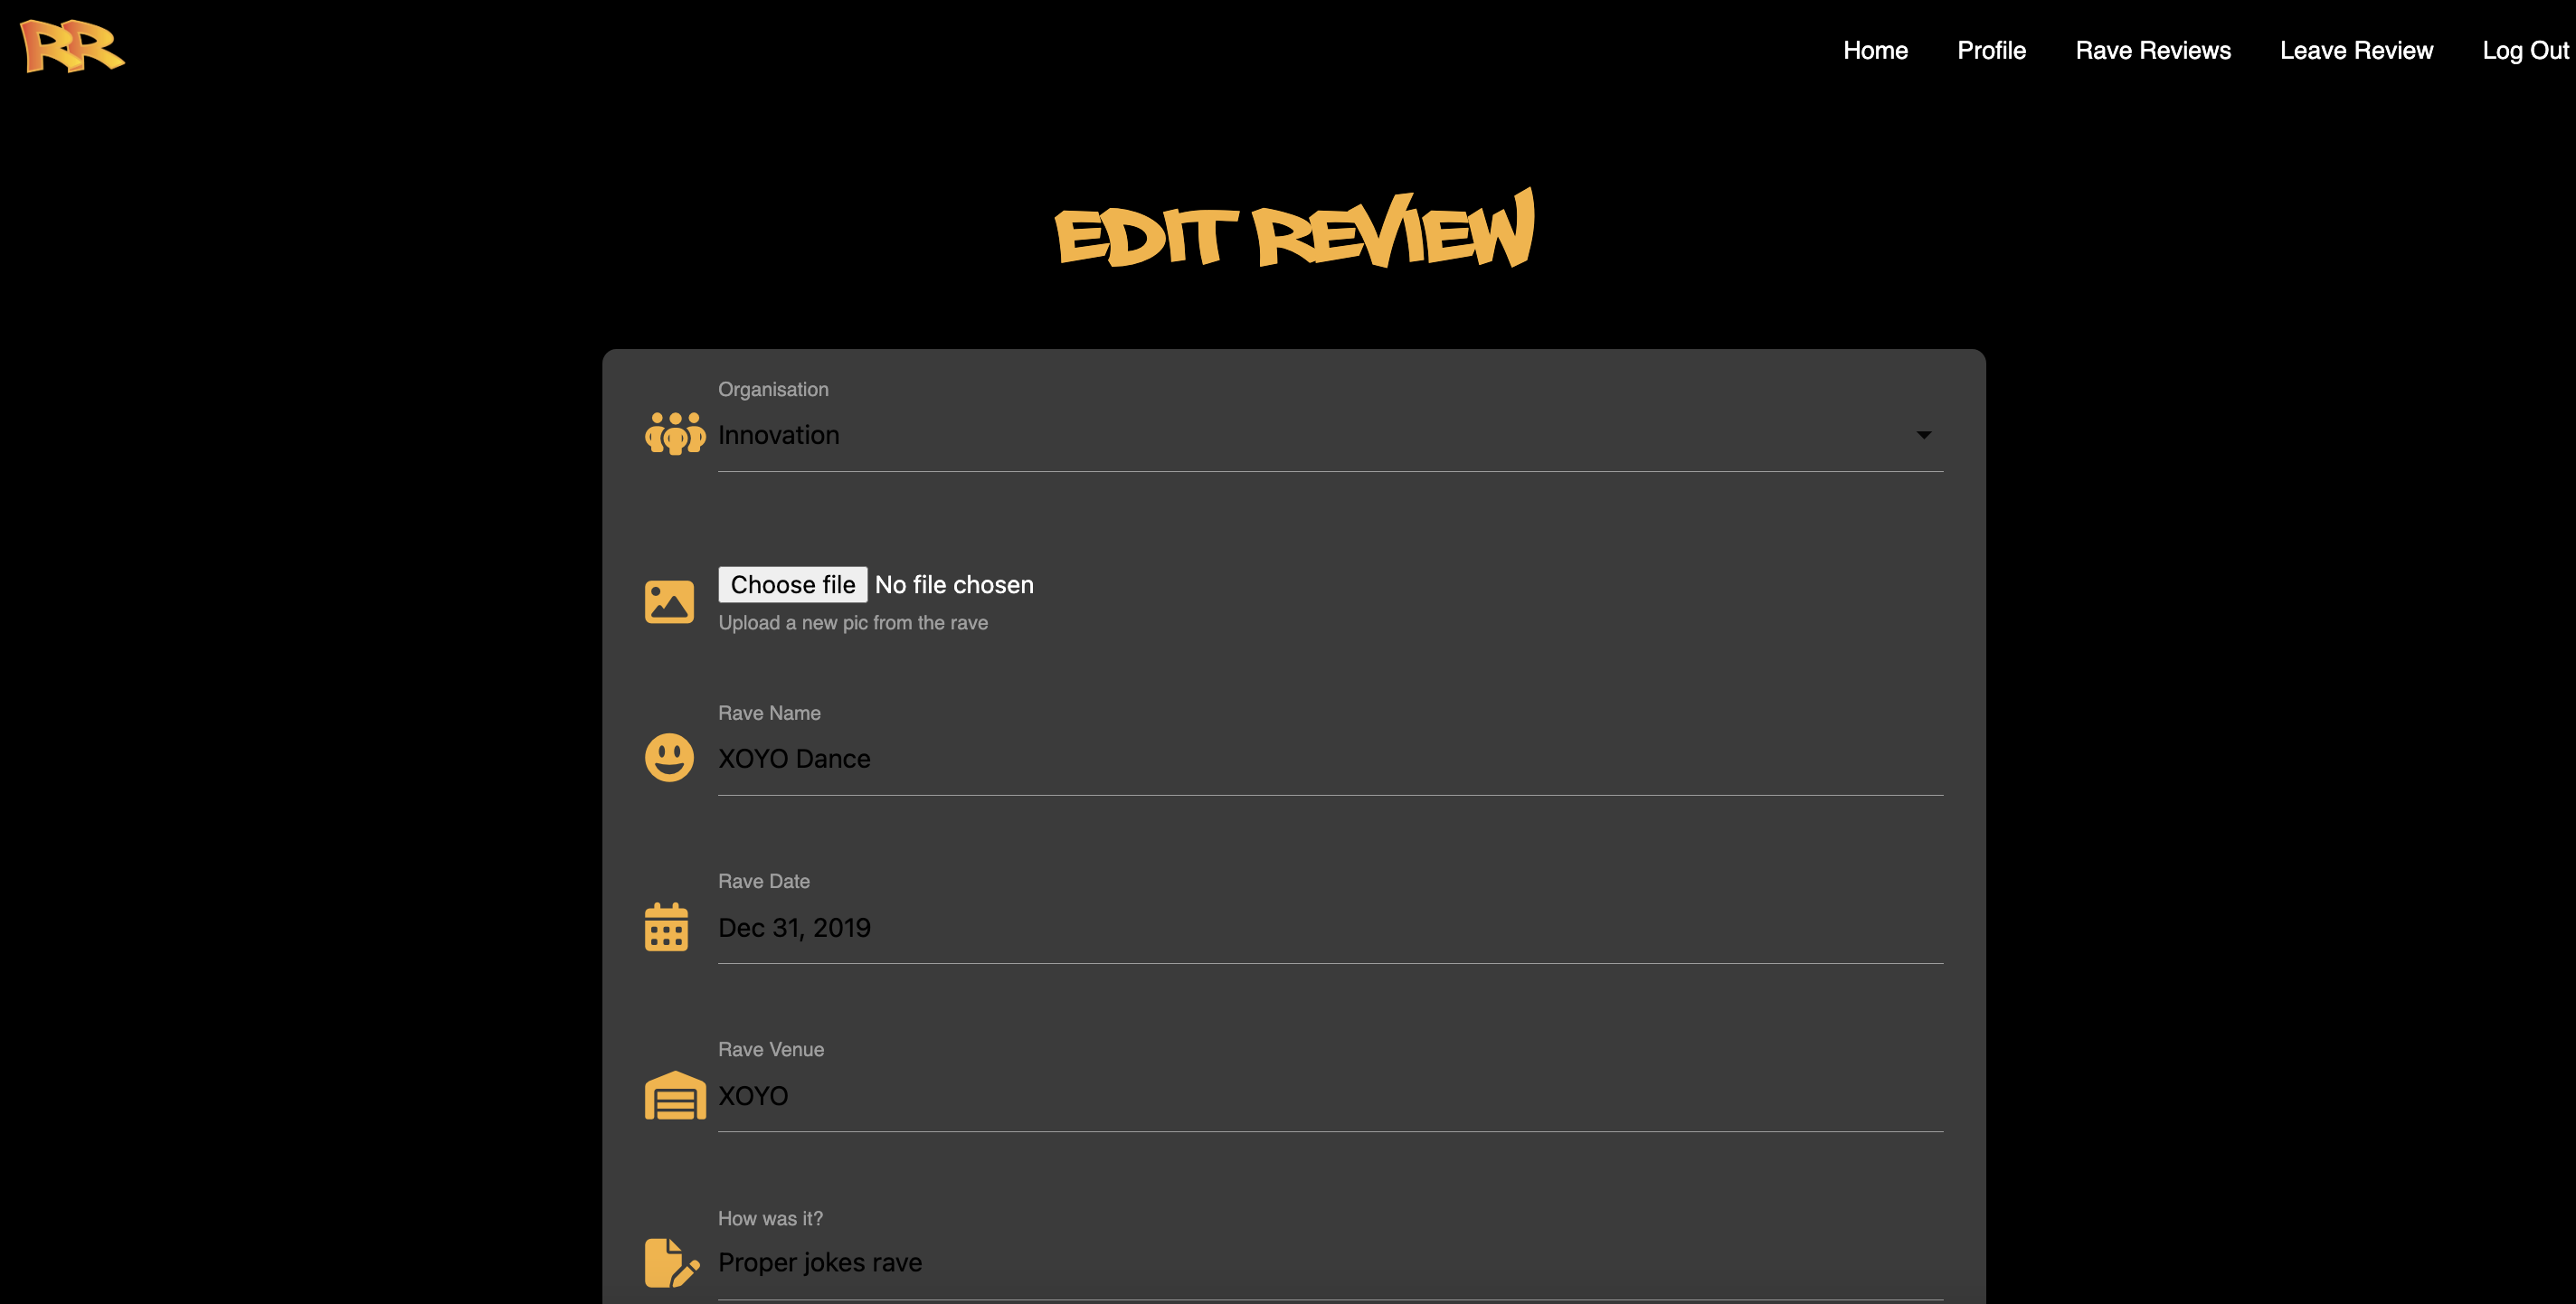 RR
Home Profile Rave Reviews Leave Review Log Out
EDIT REVIEW
Organisation
Innovation
Choose file No file chosen
Upload a new pic from the rave
Rave Name
XOYO Dance
Rave Date
Dec 31, 2019
Rave Venue
XOYO
How was it?
Proper jokes rave